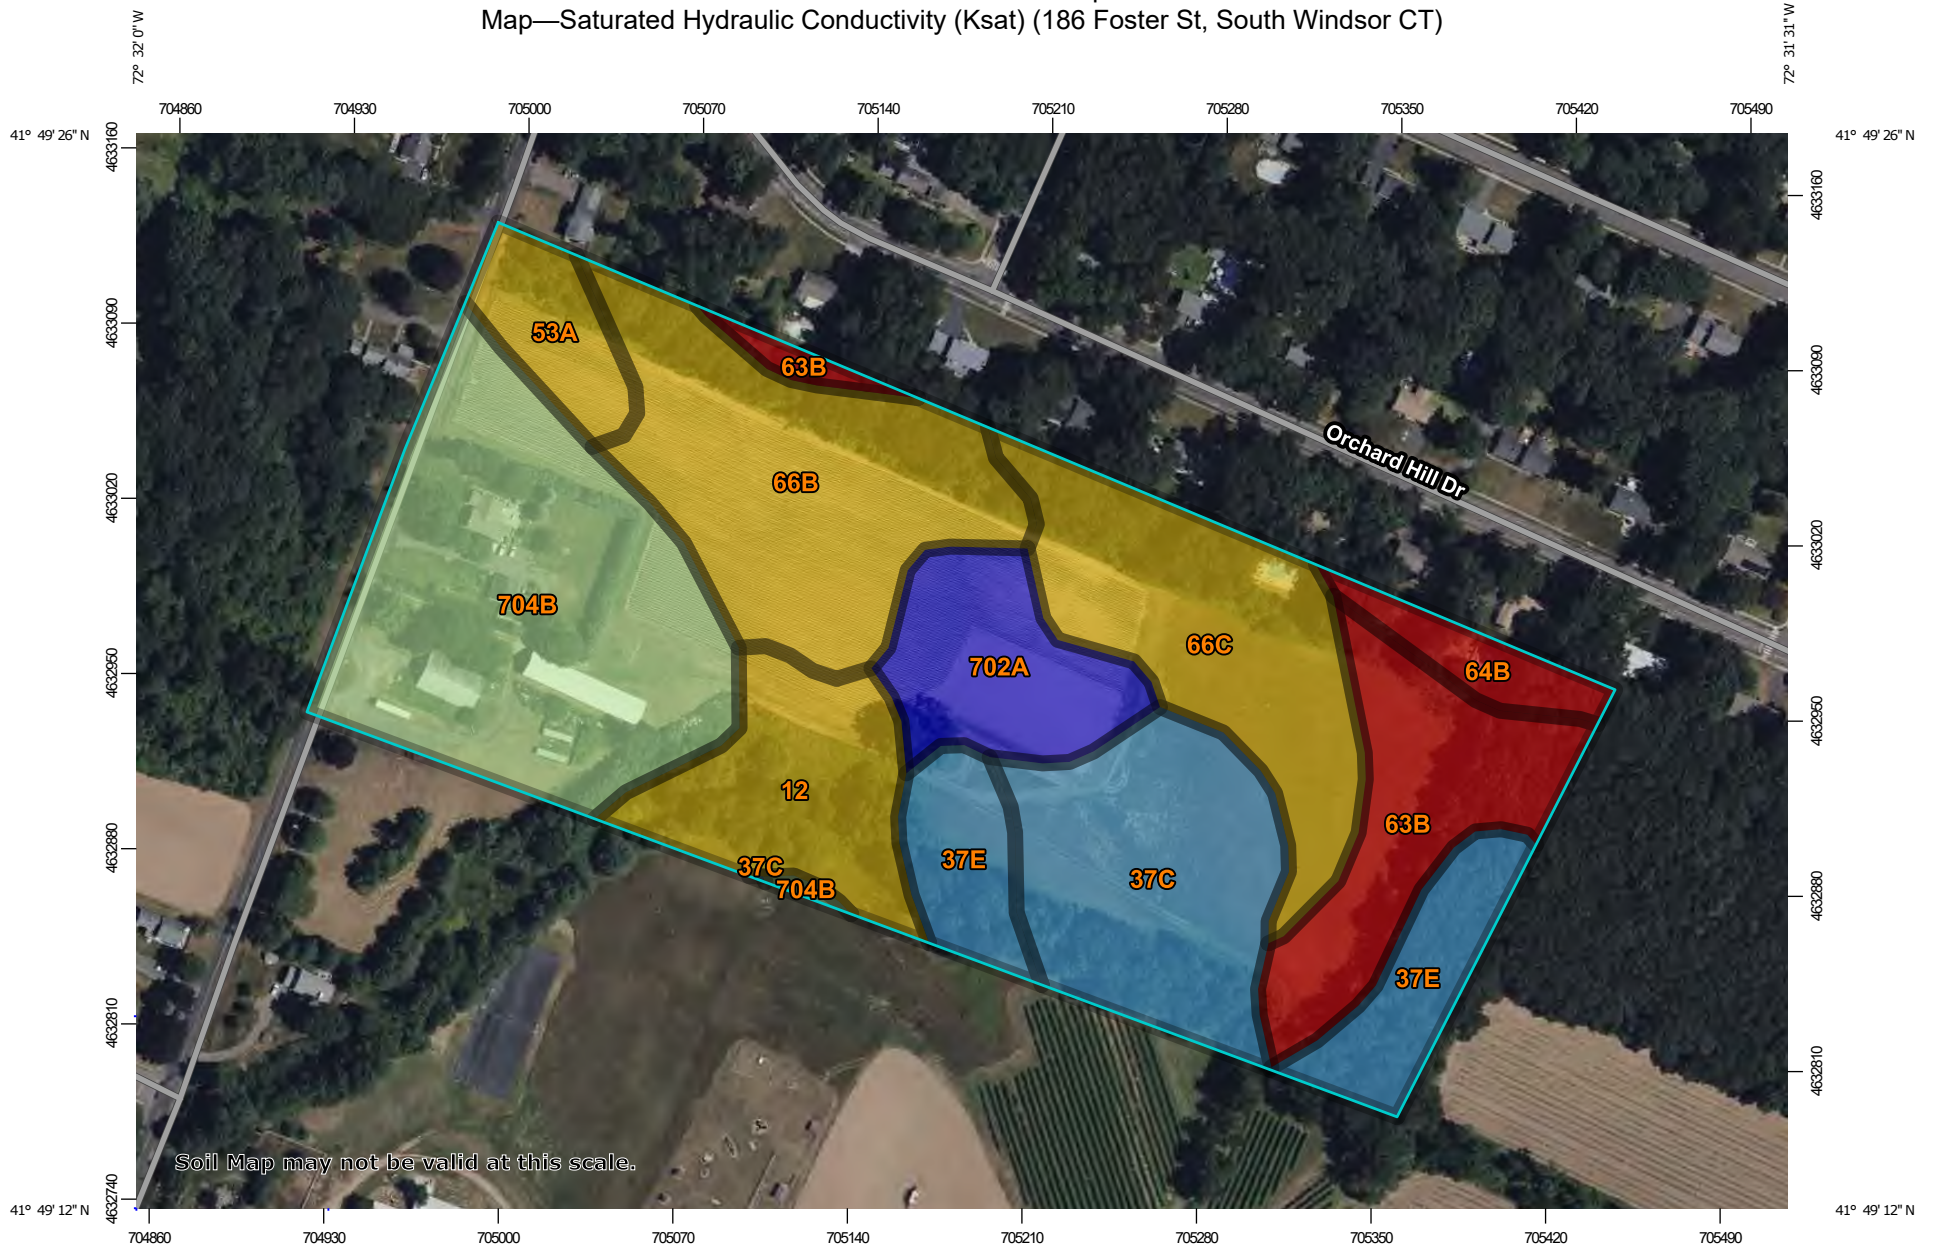 Map—Saturated Hydraulic Conductivity (Ksat) (186 Foster St, South Windsor CT)
72° 32' 0'' W
72° 31' 31'' W
704860 704930 705000 705070 705140 705210 705280 705350 705420 705490
41° 49' 26'' N
41° 49' 26'' N
4633160
4633160
4633090
4633090
53A
63B
Orchard Hill Dr
66B
4633020
4633020
704B
66C
702A
64B
4632950
4632950
12
63B
37C
704B
37E
37C
4632880
4632880
37E
4632810
4632810
Soil Map may not be valid at this scale.
4632740
41° 49' 12'' N
41° 49' 12'' N
704860 704930 705000 705070 705140 705210 705280 705350 705420 705490